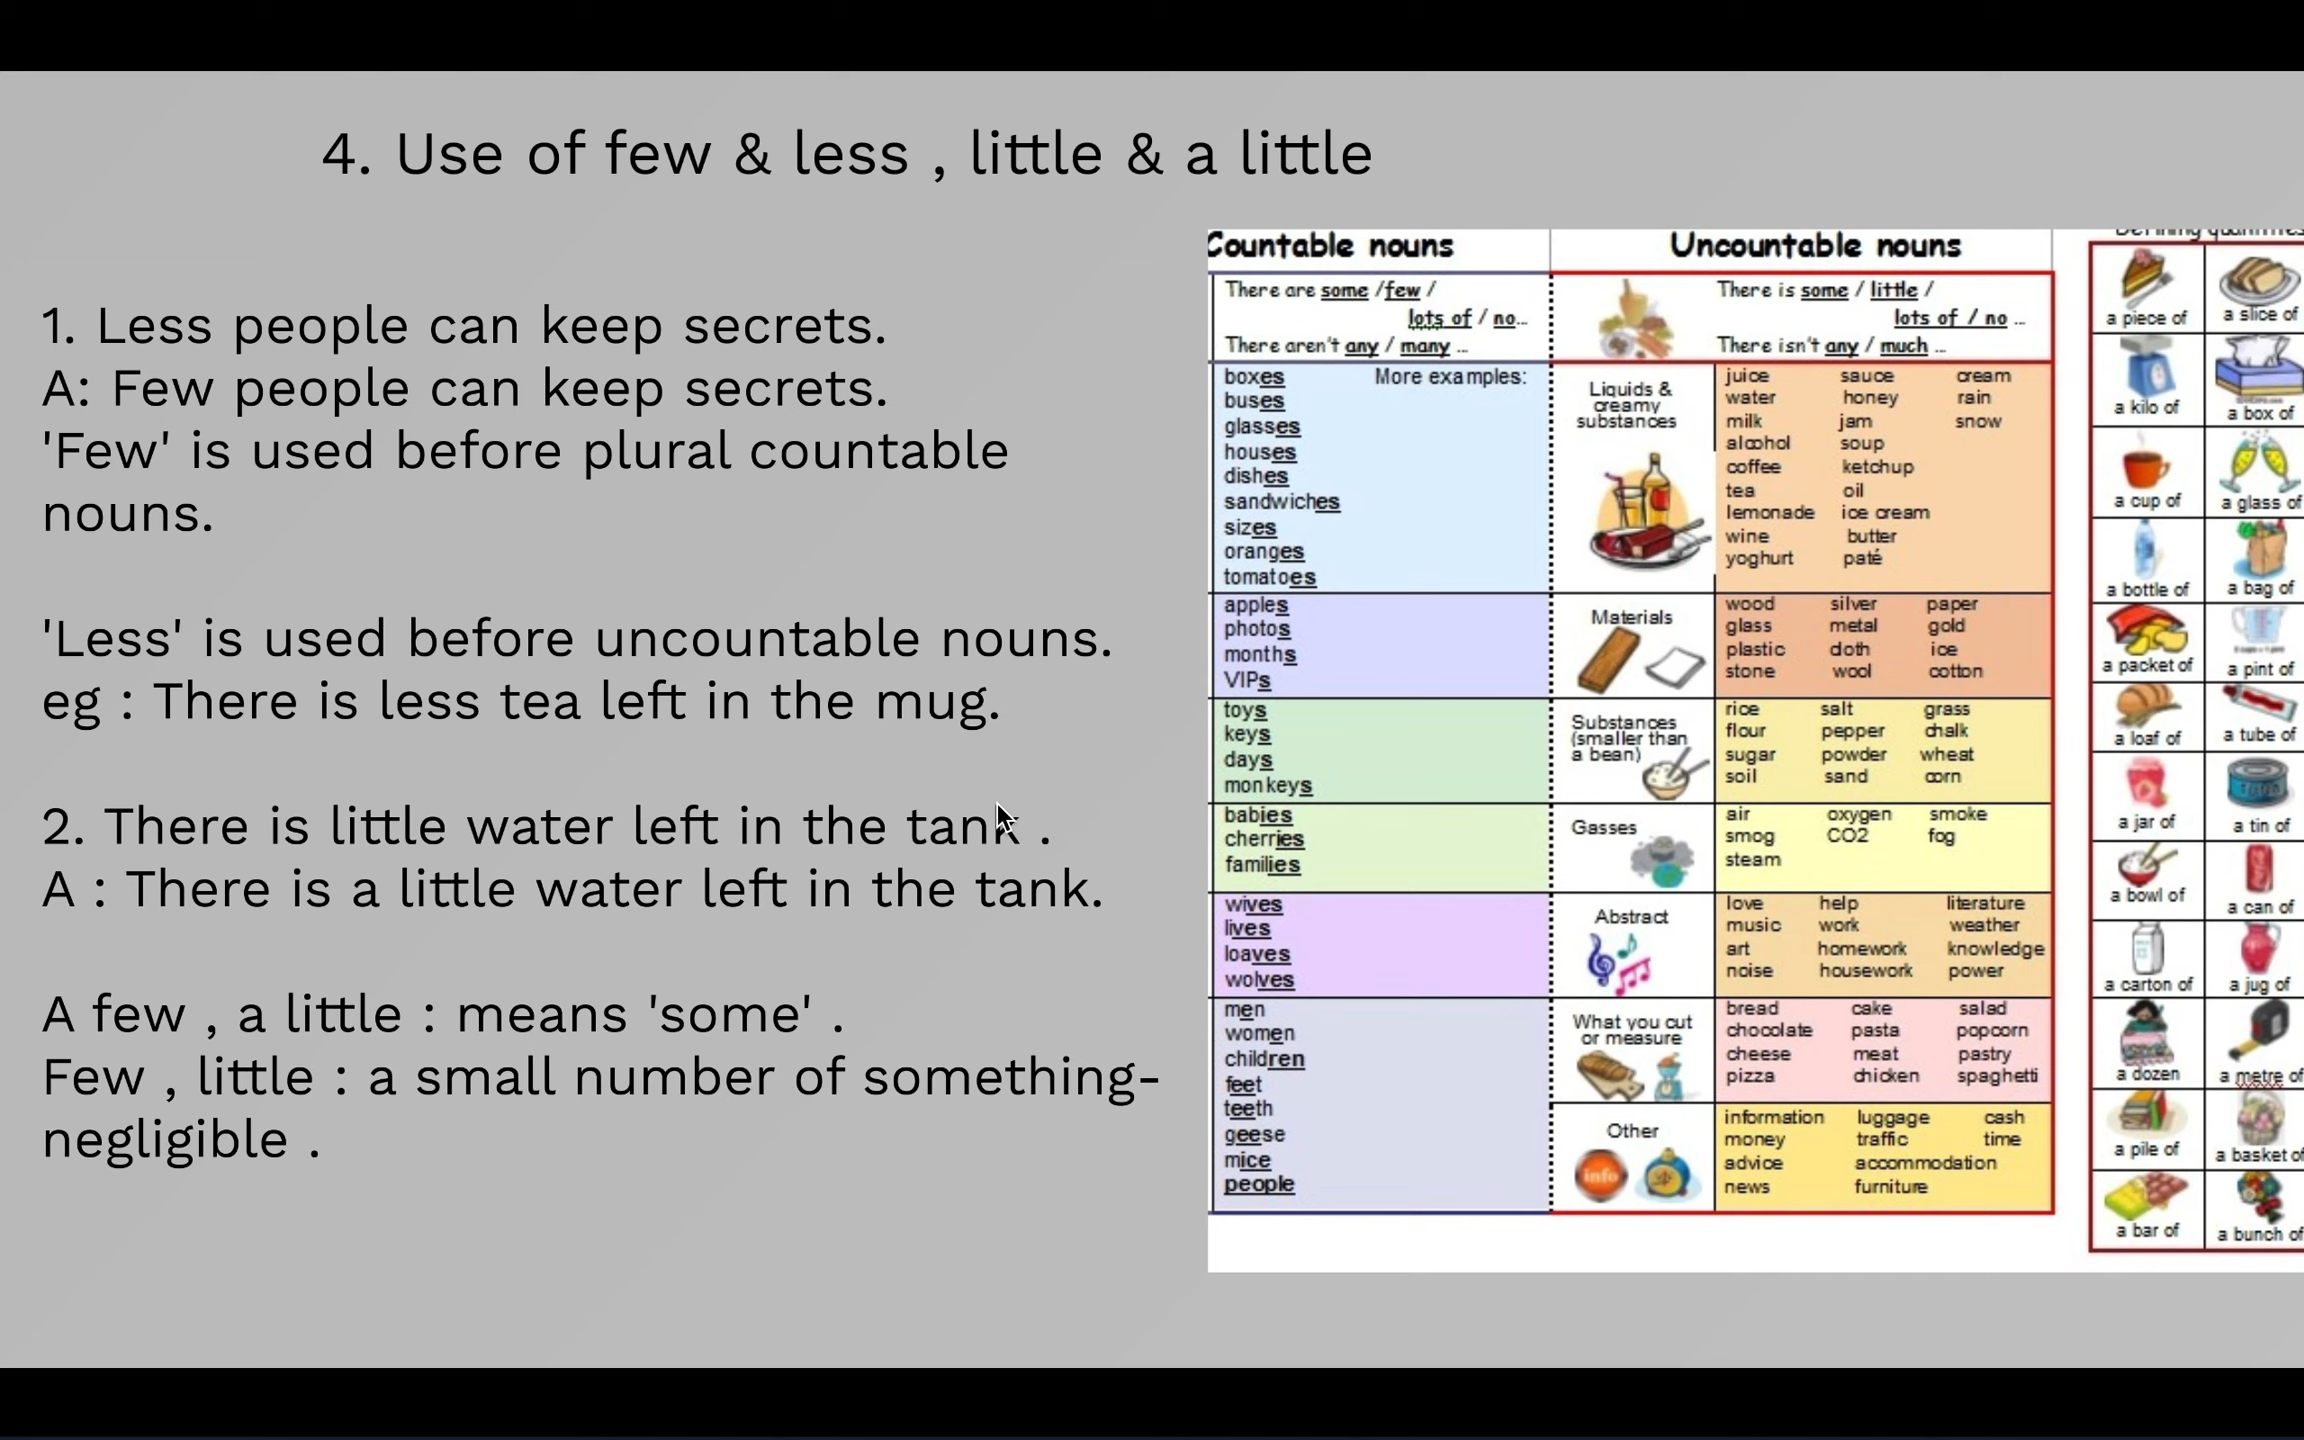 4. Use of few & less , little & a little
1. Less people can keep secrets.
A: Few people can keep secrets.
'Few' is used before plural countable
nouns.
'Less' is used before uncountable nouns.
eg : There is less tea left in the mug.
2. There is little water left in the tank .
A : There is a little water left in the tank.
A few , a little : means 'some' .
Few , little : a small number of something-
negligible .
Countable nouns
There are some /few /
lots of / no...
There aren't any / many ...
boxes More examples:
buses
glasses
houses
dishes
sandwiches
sizes
oranges
tomatoes
apples
photos
months
VIPs
toys
keys
days
monkeys
babies
cherries
families
wives
lives
loaves
wolves
men
women
children
feet
teeth
geese
mice
people
Uncountable nouns
There is some / little /
lots of / no ...
There isn't any / much ...
Liquids &
creamy
substances
juice sauce cream
water honey rain
milk jam snow
alcohol soup
coffee ketchup
tea oil
lemonade ice cream
wine butter
yoghurt paté
Materials
wood silver paper
glass metal gold
plastic cloth ice
stone wool cotton
Substances
(smaller than
a bean)
rice salt grass
flour pepper chalk
sugar powder wheat
soil sand corn
Gasses
air oxygen smoke
smog CO2 fog
steam
Abstract
love help literature
music work weather
art homework knowledge
noise housework power
What you cut
or measure
bread cake salad
chocolate pasta popcorn
cheese meat pastry
pizza chicken spaghetti
Other
info
information luggage cash
money traffic time
advice accommodation
news furniture
Defining quantities
a piece of a slice of
a kilo of a box of
a cup of a glass of
a bottle of a bag of
a packet of a pint of
a loaf of a tube of
a jar of a tin of
a bowl of a can of
a carton of a jug of
a dozen a metre of
a pile of a basket of
a bar of a bunch of